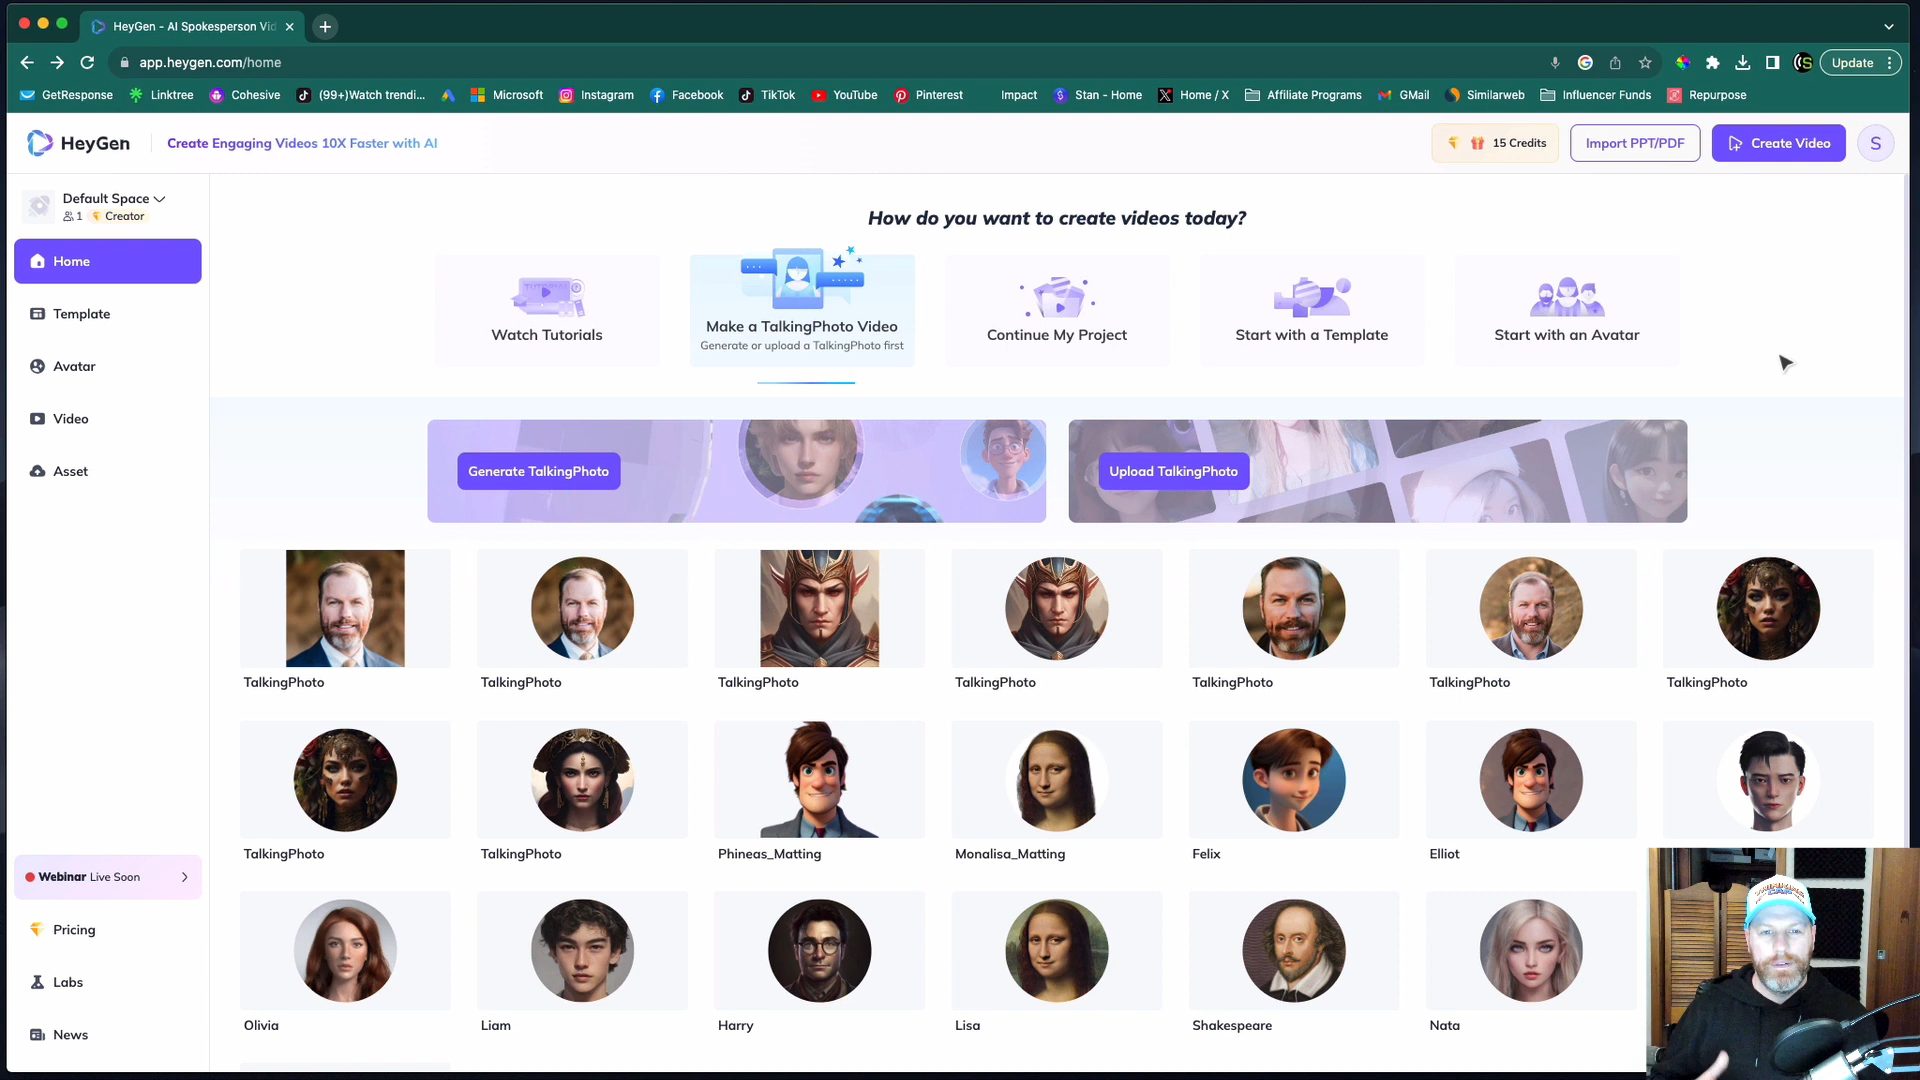 HeyGen - AI Spokesperson Vid
app.heygen.com/home
Update
GetResponse
Linktree
Cohesive
(99+)Watch trendi...
Microsoft
Instagram
Facebook
TikTok
YouTube
Pinterest
Impact
Stan - Home
Home / X
Affiliate Programs
GMail
Similarweb
Influencer Funds
Repurpose
HeyGen
Create Engaging Videos 10X Faster with AI
15 Credits
Import PPT/PDF
Create Video
S
Default Space
1
Creator
Home
Template
Avatar
Video
Asset
Webinar Live Soon
Pricing
Labs
News
How do you want to create videos today?
Watch Tutorials
Make a TalkingPhoto Video
Generate or upload a TalkingPhoto first
Continue My Project
Start with a Template
Start with an Avatar
Generate TalkingPhoto
Upload TalkingPhoto
TalkingPhoto
TalkingPhoto
TalkingPhoto
TalkingPhoto
TalkingPhoto
TalkingPhoto
TalkingPhoto
TalkingPhoto
TalkingPhoto
Phineas_Matting
Monalisa_Matting
Felix
Elliot
Olivia
Liam
Harry
Lisa
Shakespeare
Nata